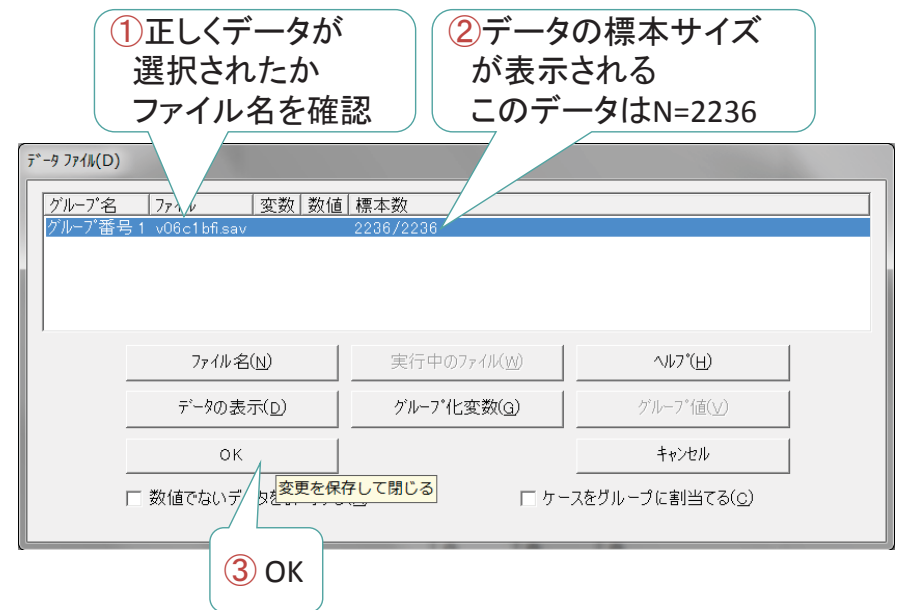 ①正しくデータが
選択されたか
ファイル名を確認
②データの標本サイズ
が表示される
このデータはN=2236
データ ファイル(D)
グループ名 変数 数値 標本数
グループ番号 1 v06c1bfi.sav 2236/2236
ファイル名(N) 実行中のファイル(W) ヘルプ(H)
データの表示(D) グループ化変数(G) グループ値(V)
OK キャンセル
変更を保存して閉じる
数値でない ケースをグループに割当てる(C)
③ OK